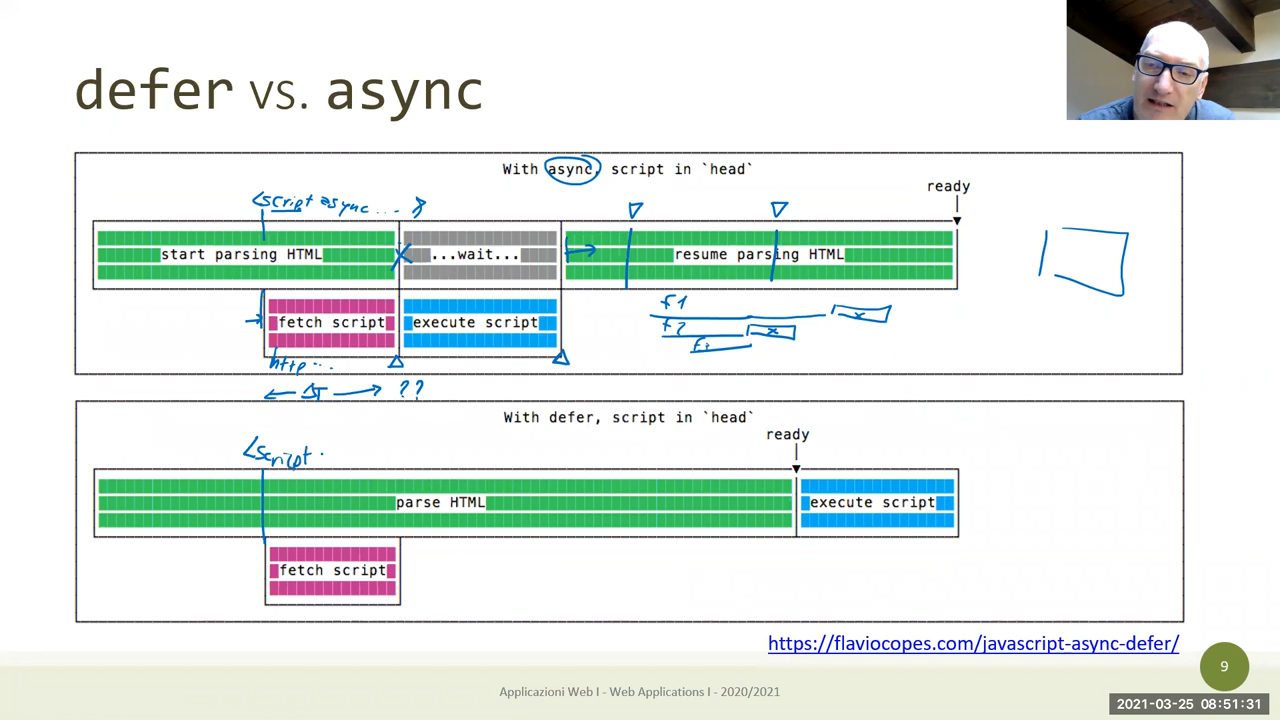 defer vs. async
With async, script in `head`
ready
<script async... >
start parsing HTML
...wait...
resume parsing HTML
fetch script
execute script
http...
ΔT ??
f1
x
f2
x
With defer, script in `head`
ready
<script.
parse HTML
execute script
fetch script
https://flaviocopes.com/javascript-async-defer/
9
Applicazioni Web I - Web Applications I - 2020/2021
2021-03-25 08:51:31